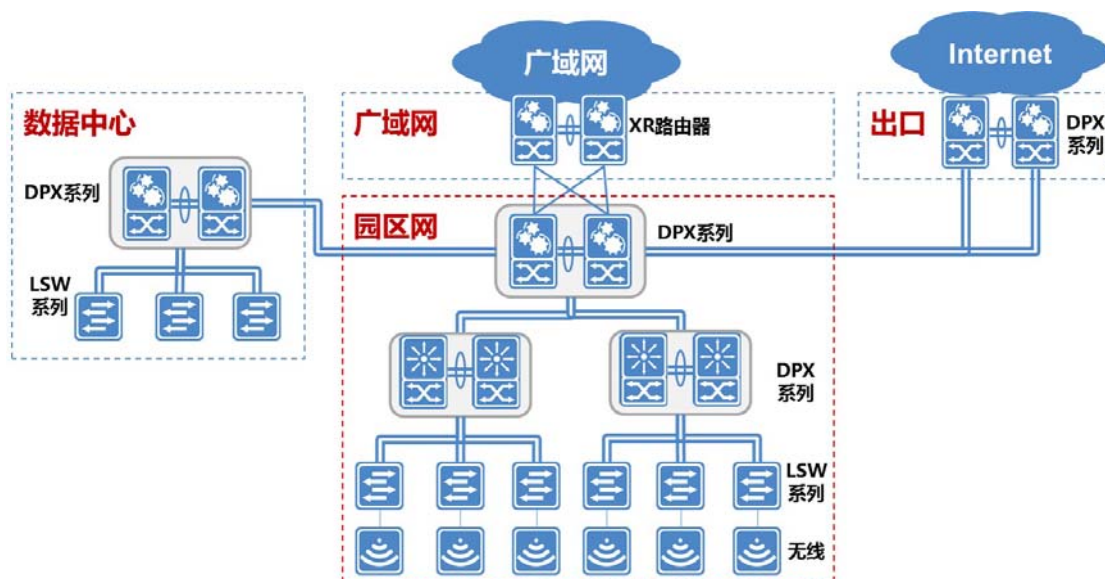 广域网
Internet
数据中心
广域网
XR路由器
出口
DPX
系列
DPX系列
园区网
DPX系列
LSW
系列
DPX
系列
LSW
系列
无线